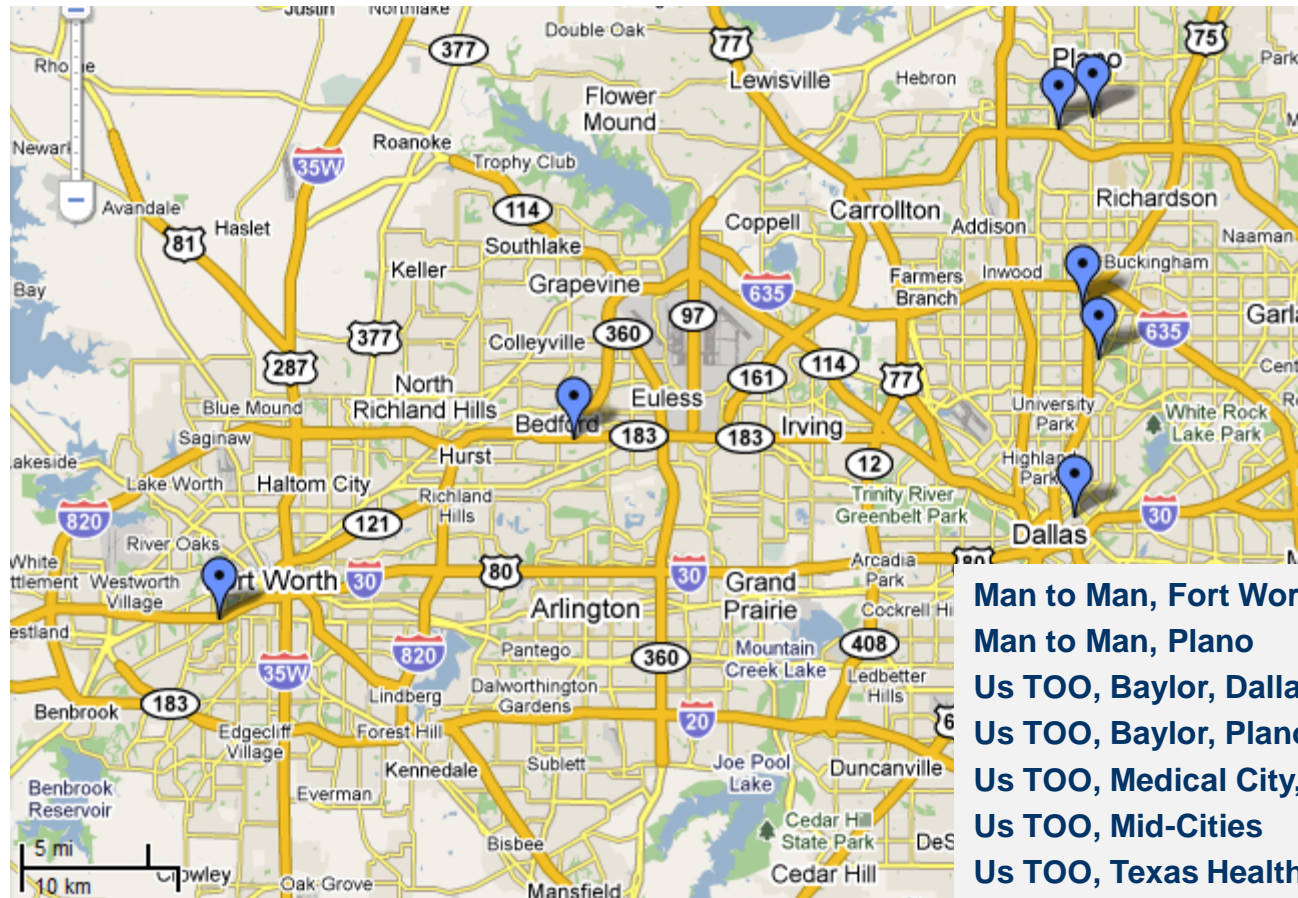 Justin
Northlake
377
Double Oak
77
75
Plano
Park
Lewisville
Hebron
Flower
Mound
Newark
35W
Roanoke
Trophy Club
Avandale
114
Richardson
Carrollton
Coppell
Addison
Haslet
81
Southlake
Naaman
Keller
Buckingham
Grapevine
Farmers
Branch
Inwood
Bay
635
97
360
377
Colleyville
635
287
161
114
77
North
Richland Hills
Euless
Blue Mound
Bedford
University
Park
White Rock
Lake Park
Saginaw
183
183
Irving
Hurst
12
Highland
Park
Lake Worth
Haltom City
Richland
Hills
Trinity River
Greenbelt Park
820
121
30
Dallas
River Oaks
White
Westworth
Village
30
80
30
Grand
Prairie
Arcadia
Park
80
Arlington
35W
820
Pantego
360
Mountain
Creek Lake
408
Ledbetter
Hills
183
Lindberg
Dalworthington
Gardens
Benbrook
Edgecliff
Village
Forest Hill
20
Kennedale
Sublett
Joe Pool
Lake
Duncanville
Benbrook
Reservoir
Everman
Cedar Hill
State Park
5 mi
Bisbee
10 km
Crowley
Oak Grove
Mansfield
Cedar Hill
Man to Man, Fort Wor
Man to Man, Plano
Us TOO, Baylor, Dalla
Us TOO, Baylor, Plano
Us TOO, Medical City,
Us TOO, Mid-Cities
Us TOO, Texas Health